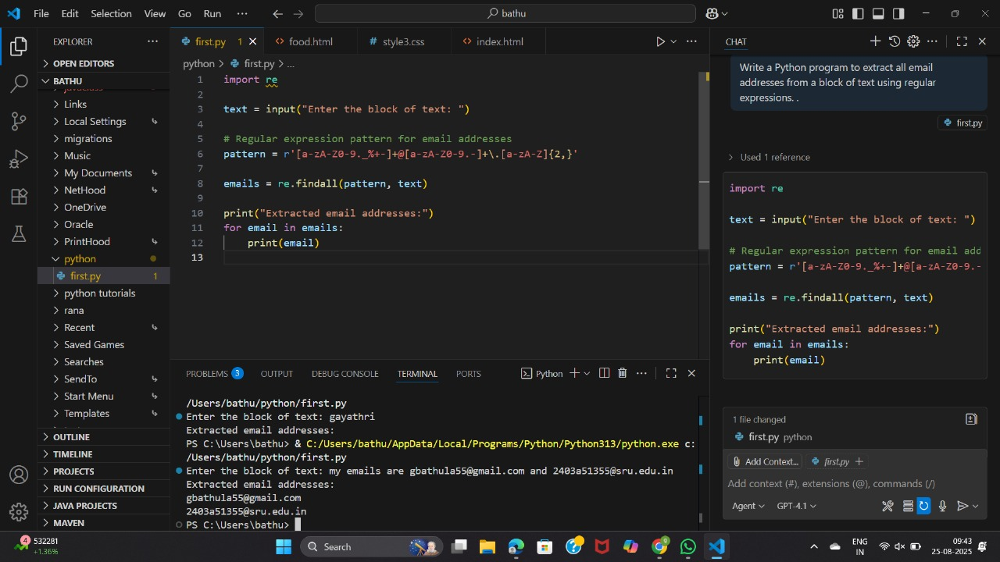 File Edit Selection View Go Run ... bathu
EXPLORER
OPEN EDITORS
BATHU
Links
Local Settings
migrations
Music
My Documents
NetHood
OneDrive
Oracle
PrintHood
python
first.py 1
python tutorials
rana
Recent
Saved Games
Searches
SendTo
Start Menu
Templates
OUTLINE
TIMELINE
PROJECTS
RUN CONFIGURATION
JAVA PROJECTS
MAVEN
first.py 1 food.html style3.css index.html
python > first.py > ...
1 import re
2
3 text = input("Enter the block of text: ")
4
5 # Regular expression pattern for email addresses
6 pattern = r'[a-zA-Z0-9._%+-]+@[a-zA-Z0-9.-]+\.[a-zA-Z]{2,}'
7
8 emails = re.findall(pattern, text)
9
10 print("Extracted email addresses:")
11 for email in emails:
12     print(email)
13
PROBLEMS 3 OUTPUT DEBUG CONSOLE TERMINAL PORTS Python
/Users/bathu/python/first.py
Enter the block of text: gayathri
Extracted email addresses:
PS C:\Users\bathu> & C:/Users/bathu/AppData/Local/Programs/Python/Python313/python.exe c:
/Users/bathu/python/first.py
Enter the block of text: my emails are gbathula55@gmail.com and 2403a51355@sru.edu.in
Extracted email addresses:
gbathula55@gmail.com
2403a51355@sru.edu.in
PS C:\Users\bathu>
CHAT
Write a Python program to extract all email
addresses from a block of text using regular
expressions. .
first.py
Used 1 reference
import re
text = input("Enter the block of text: ")
# Regular expression pattern for email add
pattern = r'[a-zA-Z0-9._%+-]+@[a-zA-Z0-9.-
emails = re.findall(pattern, text)
print("Extracted email addresses:")
for email in emails:
    print(email)
1 file changed
first.py python
Add Context... first.py +
Add context (#), extensions (@), commands (/)
Agent GPT-4.1
4 532281
+1.36%
Search
9
ENG
IN
09:43
25-08-2025